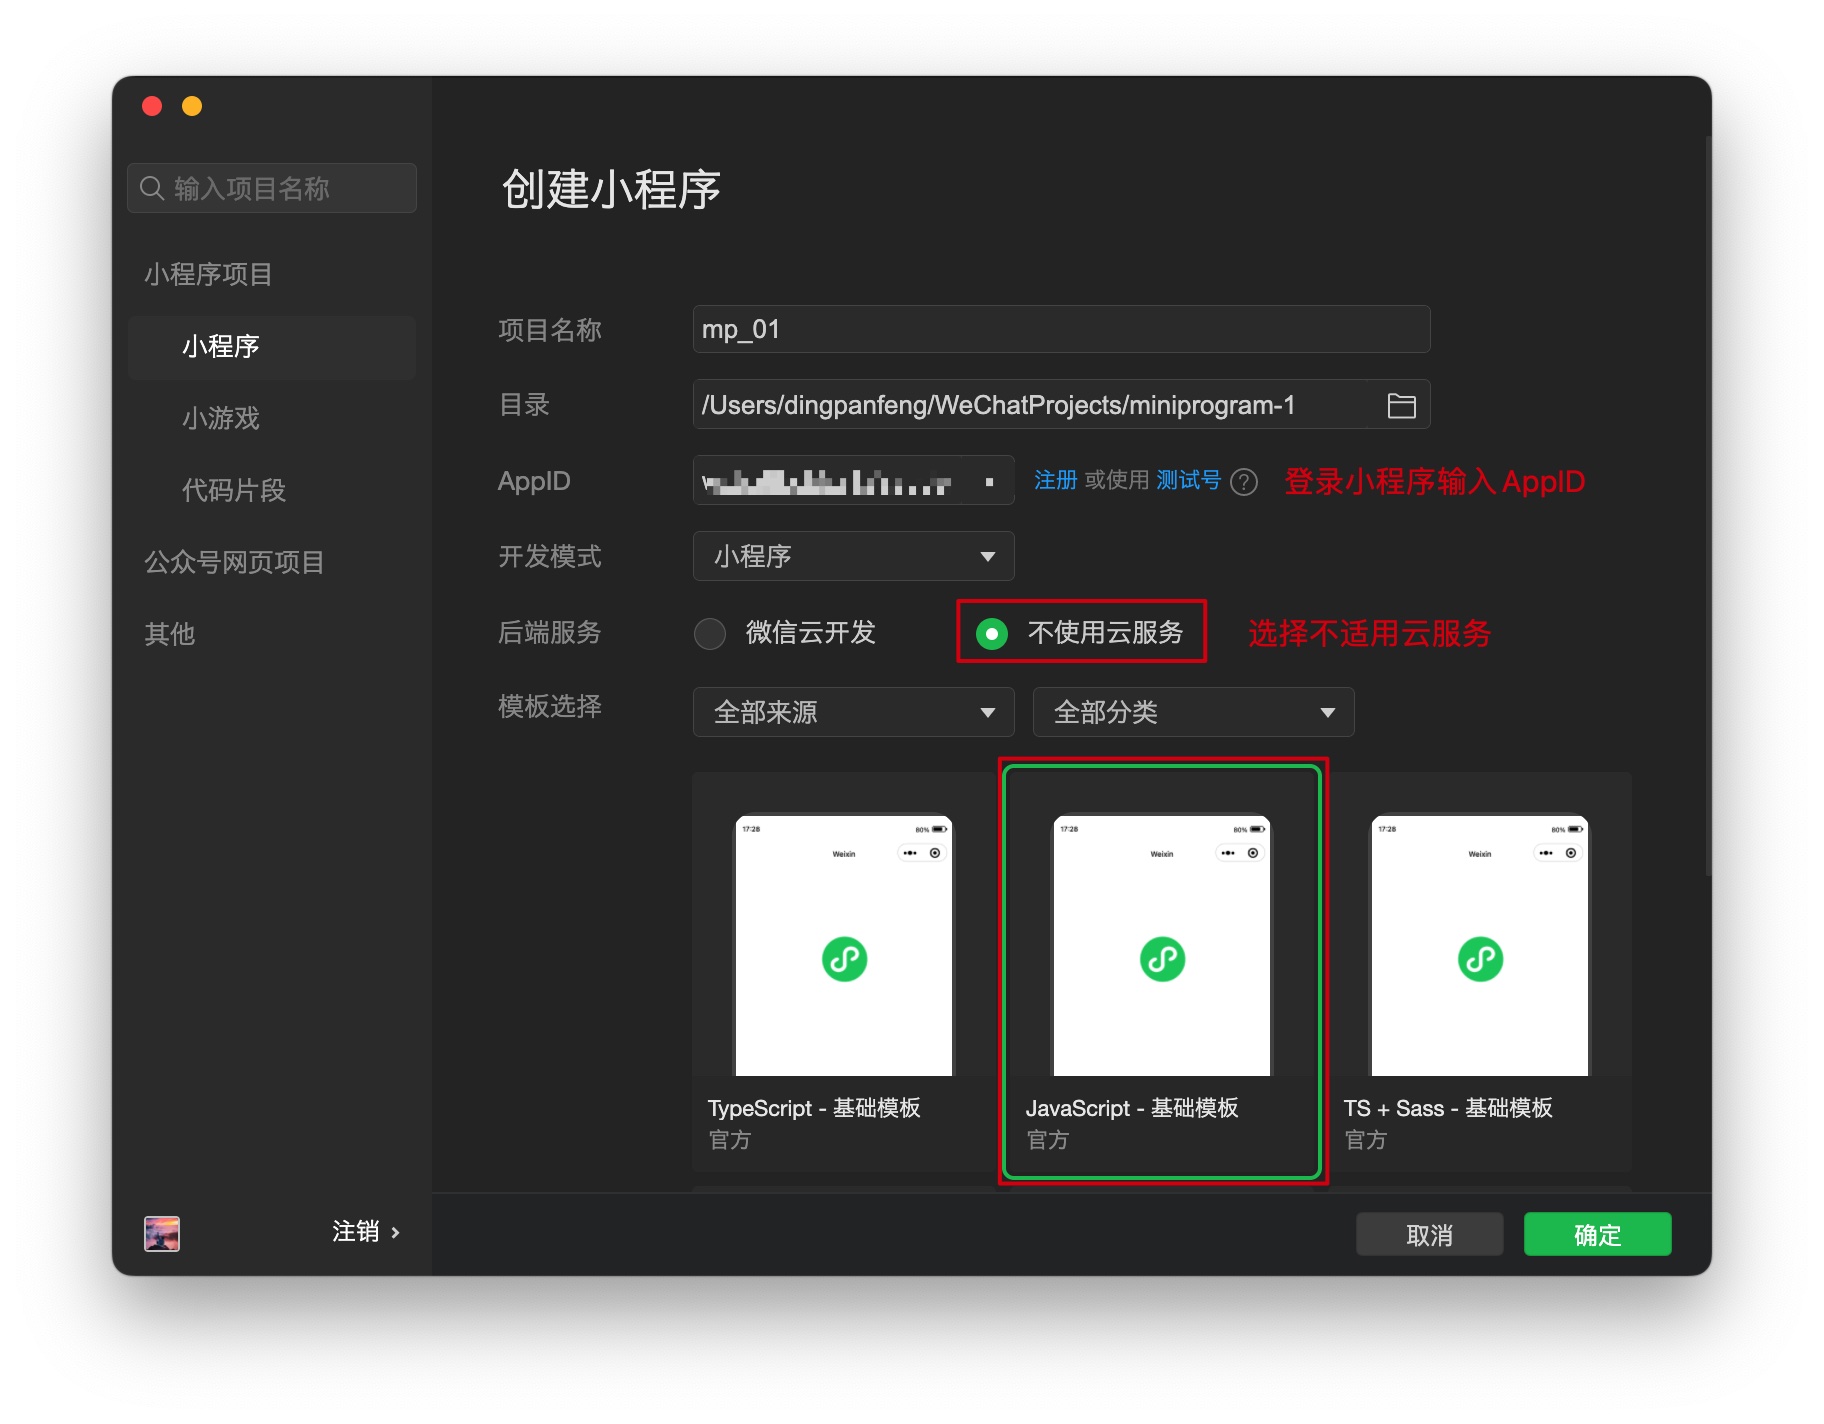 输入项目名称
小程序项目
小程序
小游戏
代码片段
公众号网页项目
其他
注销
创建小程序
项目名称
mp_01
目录
/Users/dingpanfeng/WeChatProjects/miniprogram-1
AppID
注册 或使用 测试号 ? 登录小程序输入 AppID
开发模式
小程序
后端服务
微信云开发
不使用云服务
选择不适用云服务
模板选择
全部来源
全部分类
17:28 80%
Weixin
TypeScript - 基础模板
官方
17:28 80%
Weixin
JavaScript - 基础模板
官方
17:28 80%
Weixin
TS + Sass - 基础模板
官方
取消
确定